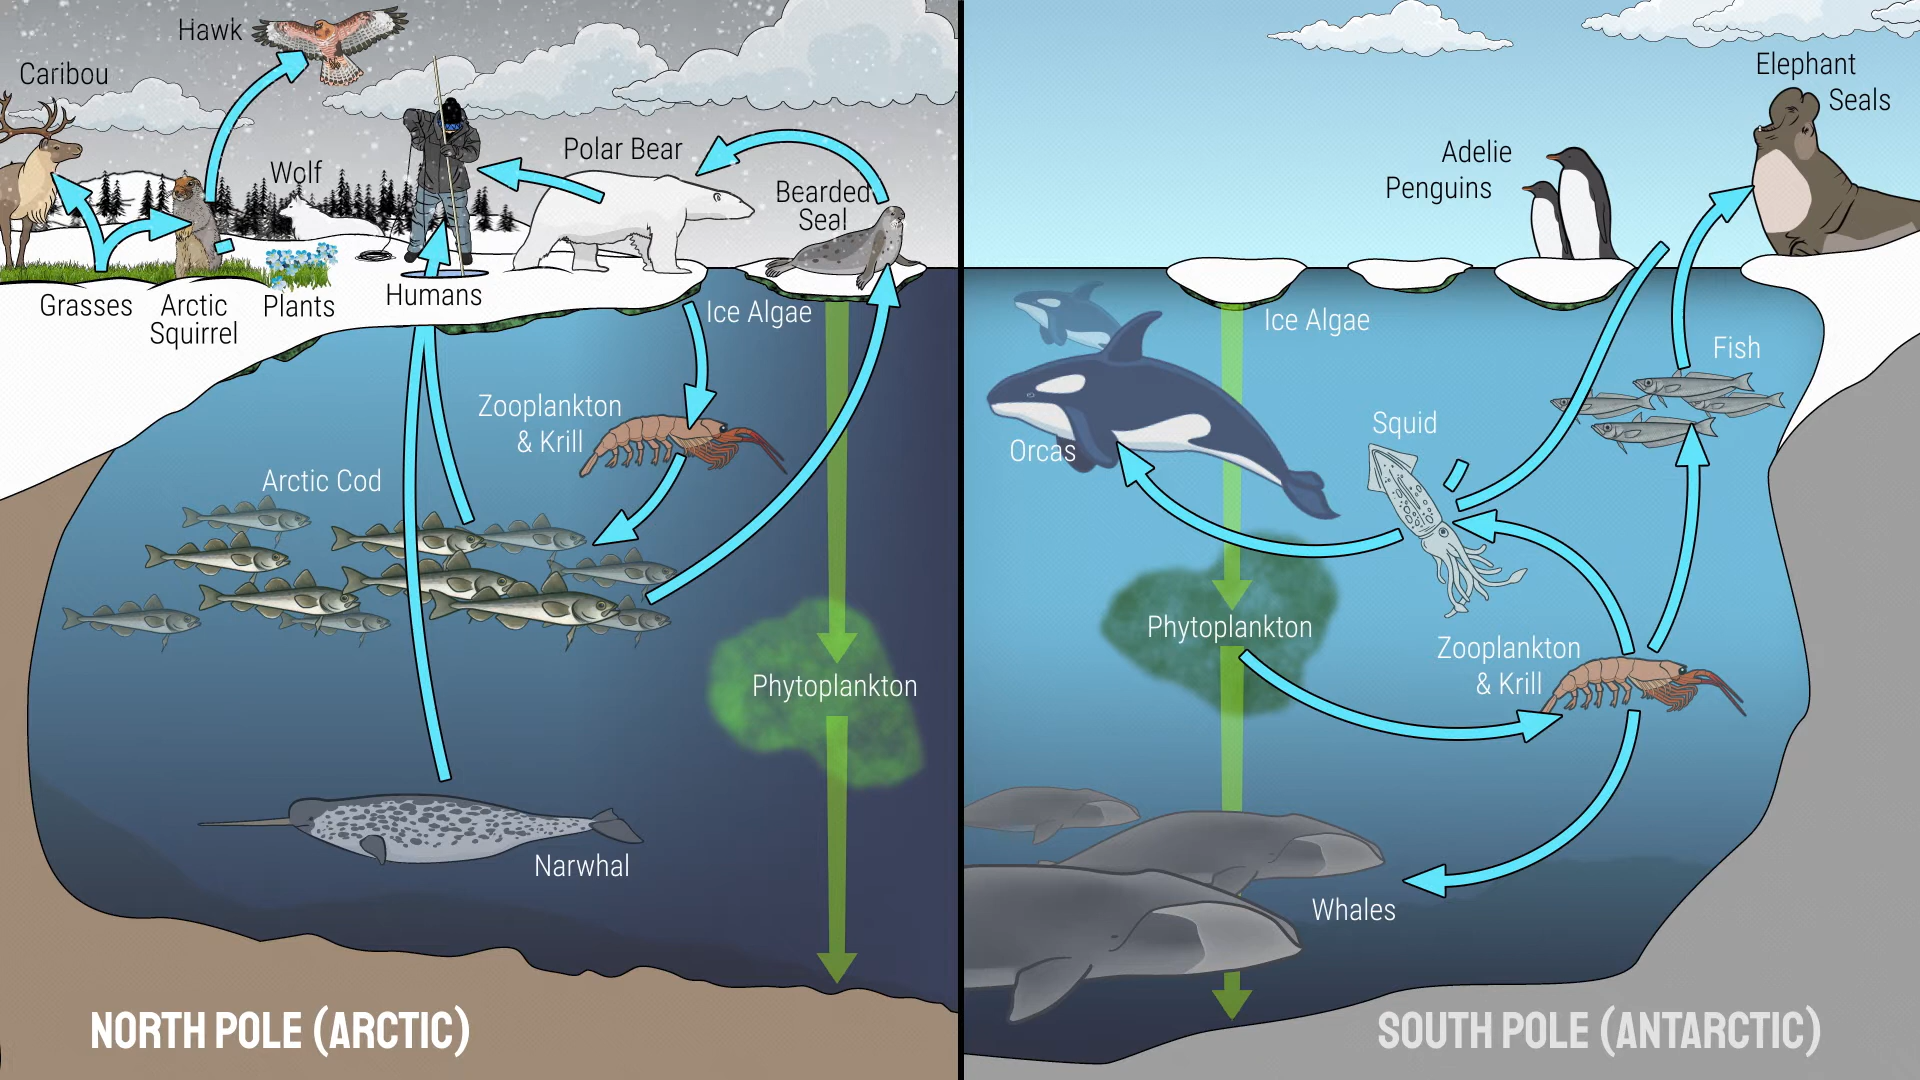 Hawk
Caribou
Wolf
Polar Bear
Bearded
Seal
Grasses
Arctic
Squirrel
Plants
Humans
Ice Algae
Zooplankton
& Krill
Arctic Cod
Phytoplankton
Narwhal
NORTH POLE (ARCTIC)
Elephant
Seals
Adelie
Penguins
Ice Algae
Fish
Squid
Orcas
Phytoplankton
Zooplankton
& Krill
Whales
SOUTH POLE (ANTARCTIC)